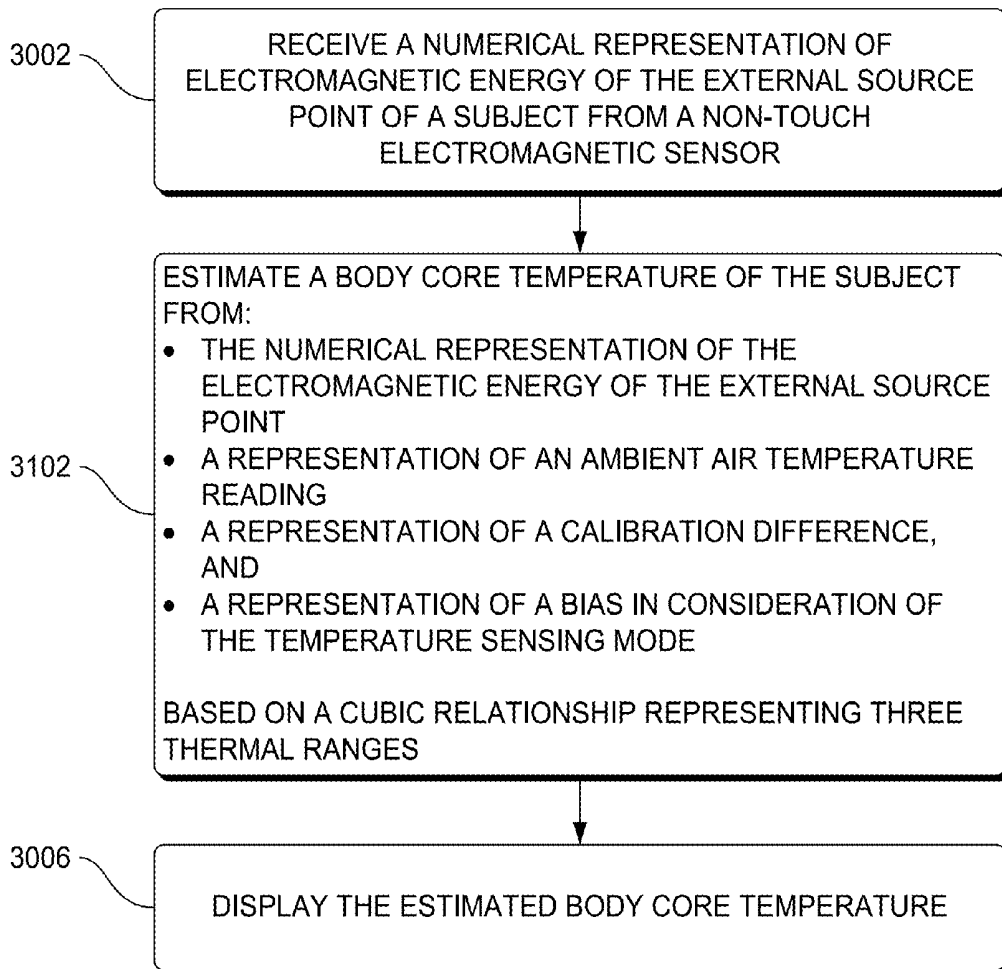 3002
RECEIVE A NUMERICAL REPRESENTATION OF
ELECTROMAGNETIC ENERGY OF THE EXTERNAL SOURCE
POINT OF A SUBJECT FROM A NON-TOUCH
ELECTROMAGNETIC SENSOR
3102
ESTIMATE A BODY CORE TEMPERATURE OF THE SUBJECT
FROM:
• THE NUMERICAL REPRESENTATION OF THE
ELECTROMAGNETIC ENERGY OF THE EXTERNAL SOURCE
POINT
• A REPRESENTATION OF AN AMBIENT AIR TEMPERATURE
READING
• A REPRESENTATION OF A CALIBRATION DIFFERENCE,
AND
• A REPRESENTATION OF A BIAS IN CONSIDERATION OF
THE TEMPERATURE SENSING MODE
BASED ON A CUBIC RELATIONSHIP REPRESENTING THREE
THERMAL RANGES
3006
DISPLAY THE ESTIMATED BODY CORE TEMPERATURE